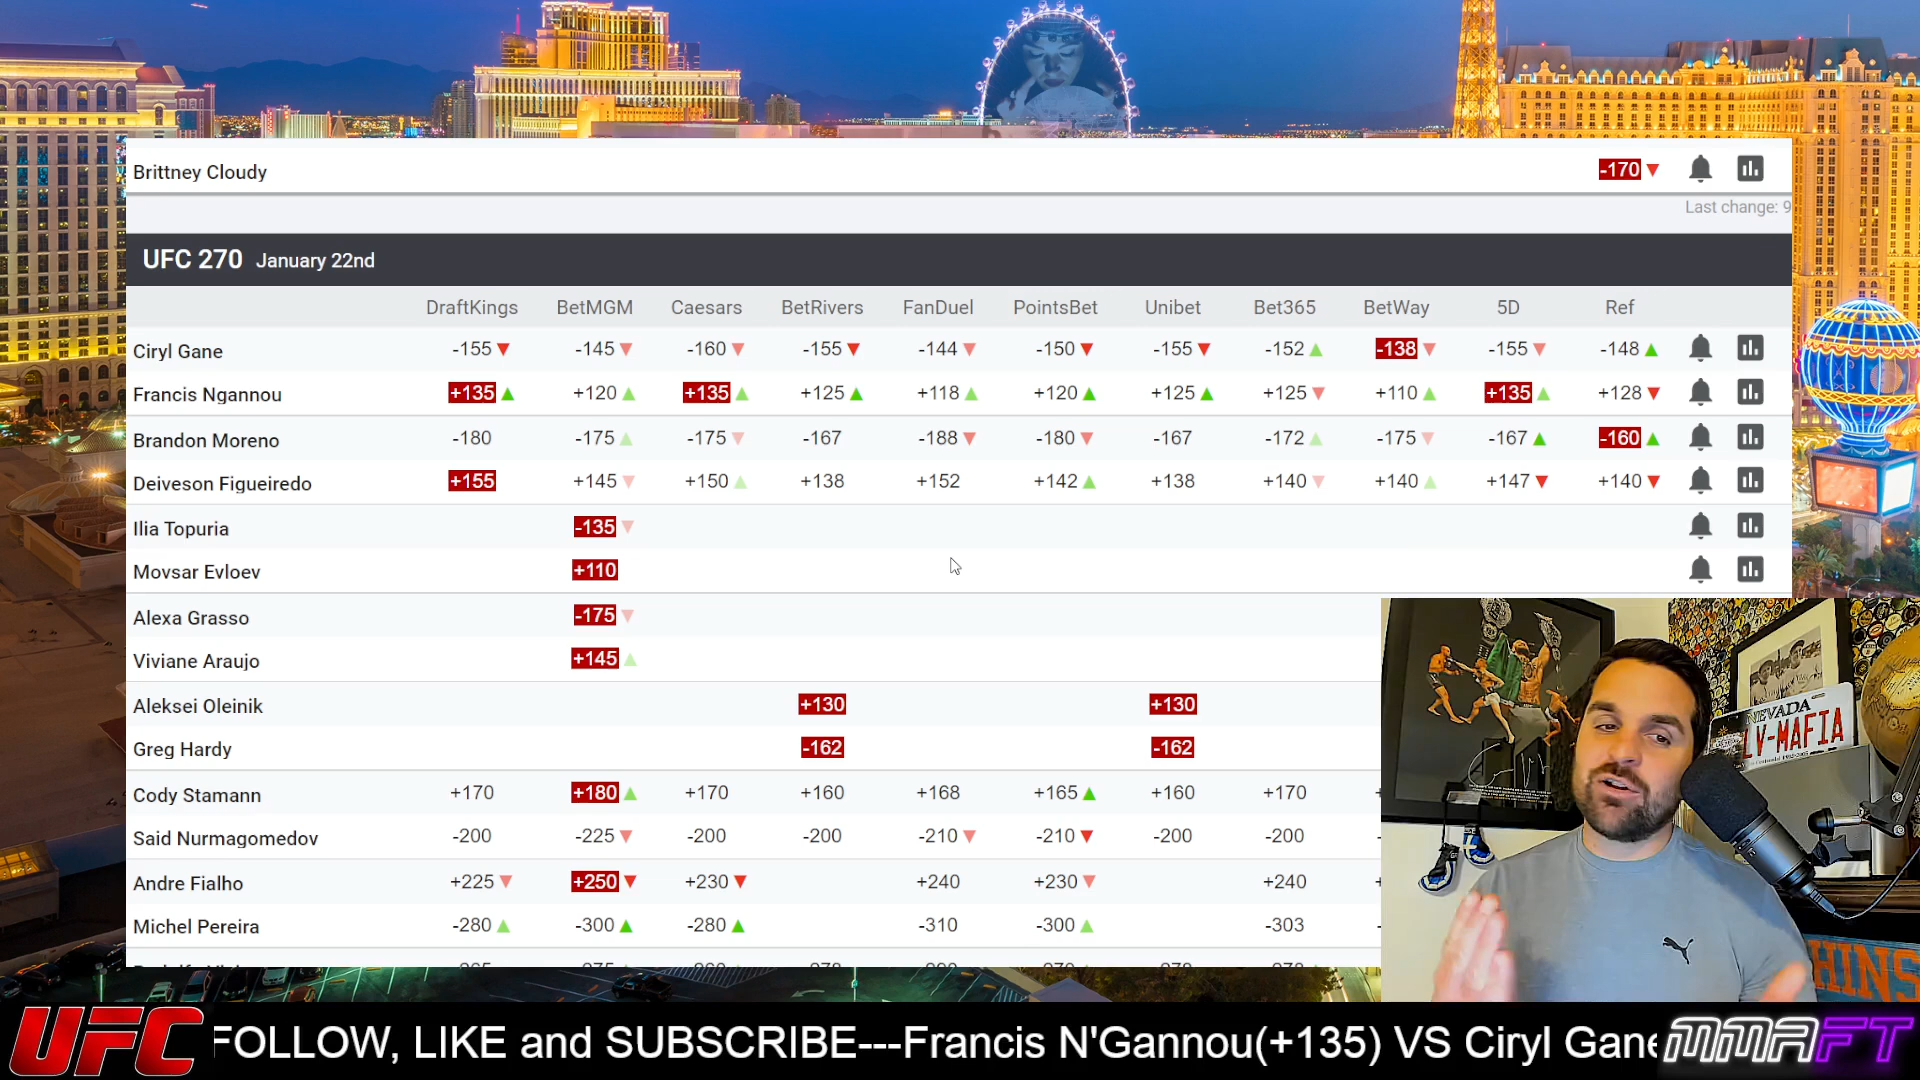 Brittney Cloudy -170
Last change: 9
UFC 270 January 22nd
DraftKings BetMGM Caesars BetRivers FanDuel PointsBet Unibet Bet365 BetWay 5D Ref
Ciryl Gane -155 -145 -160 -155 -144 -150 -155 -152 -138 -155 -148
Francis Ngannou +135 +120 +135 +125 +118 +120 +125 +125 +110 +135 +128
Brandon Moreno -180 -175 -175 -167 -188 -180 -167 -172 -175 -167 -160
Deiveson Figueiredo +155 +145 +150 +138 +152 +142 +138 +140 +140 +147 +140
Ilia Topuria -135
Movsar Evloev +110
Alexa Grasso -175
Viviane Araujo +145
Aleksei Oleinik +130 +130
Greg Hardy -162 -162
Cody Stamann +170 +180 +170 +160 +168 +165 +160 +170
Said Nurmagomedov -200 -225 -200 -200 -210 -210 -200 -200
Andre Fialho +225 +250 +230 +240 +230 +240
Michel Pereira -280 -300 -280 -310 -300 -303
NEVADA
LV-MAFIA
HINS
UFC FOLLOW, LIKE and SUBSCRIBE---Francis N'Gannou(+135) VS Ciryl Gane MMAFT